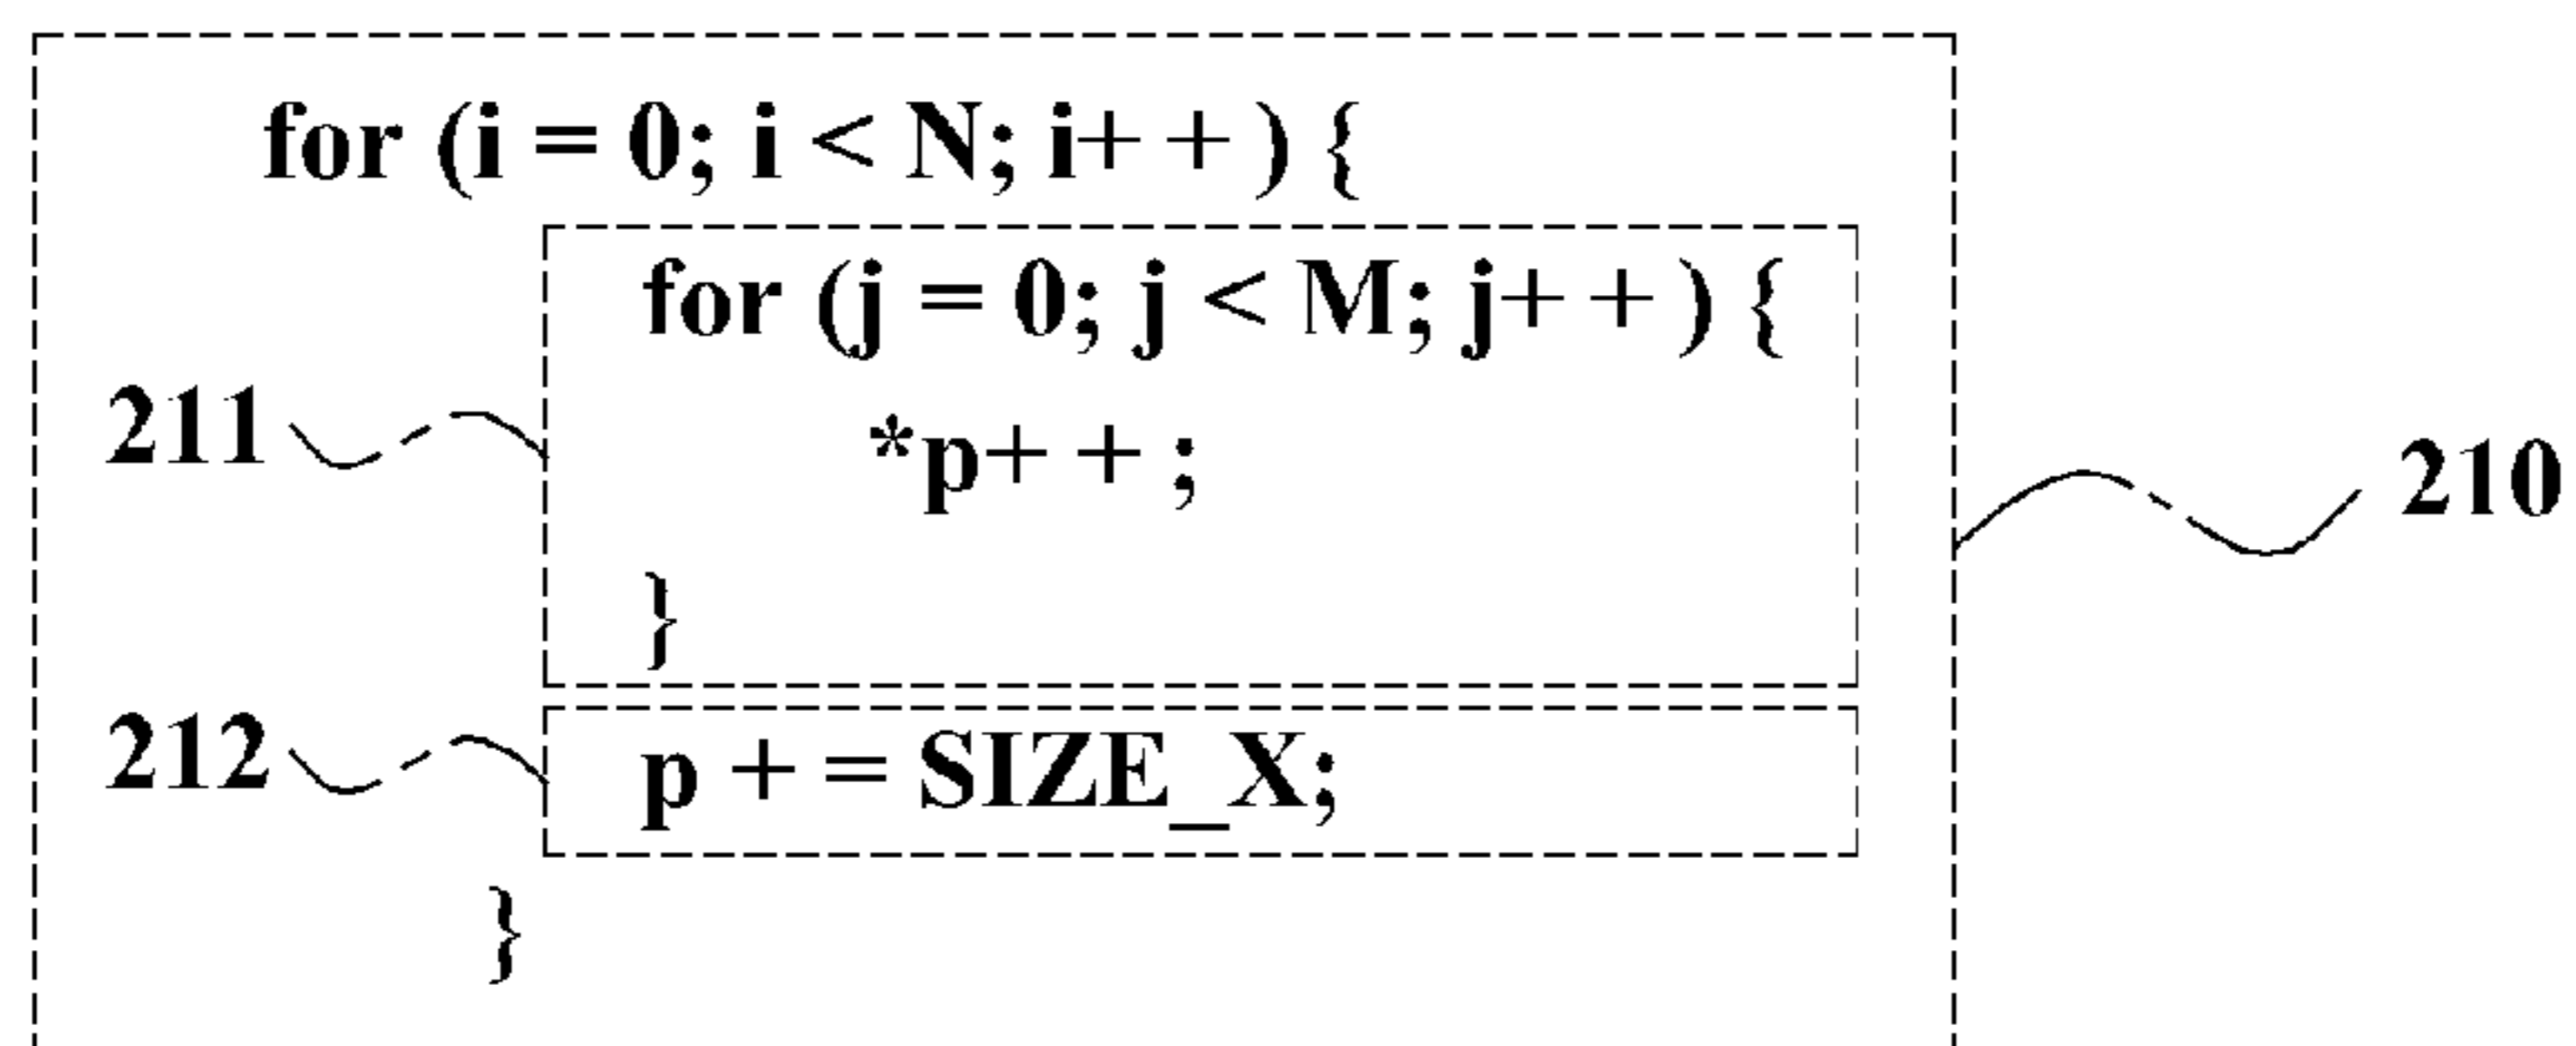 for (i = 0; i < N; i+ + ) {
for (j = 0; j < M; j+ + ) {
211
*p+ + ;
210
}
212
p + = SIZE_X;
}